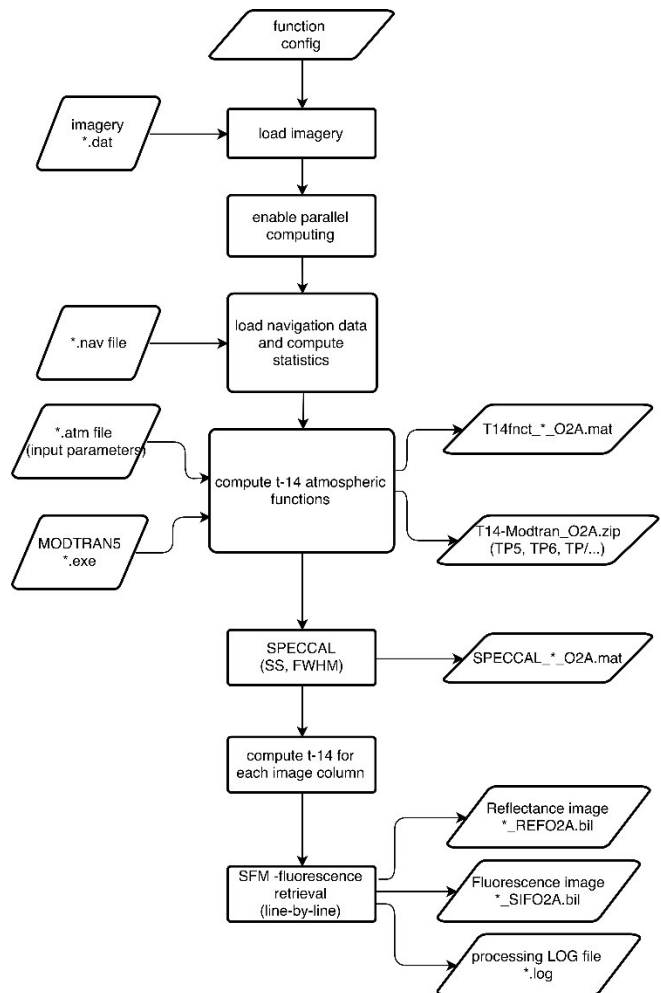 function
config
imagery
*.dat
load imagery
enable parallel
computing
*.nav file
load navigation data
and compute
statistics
*.atm file
(input parameters)
compute t-14 atmospheric
functions
T14fnct_*_O2A.mat
MODTRAN5
*.exe
T14-Modtran_O2A.zip
(TP5, TP6, TP/...)
SPECCAL
(SS, FWHM)
SPECCAL_*_O2A.mat
compute t-14 for
each image column
Reflectance image
*_REFO2A.bil
SFM -fluorescence
retrieval
(line-by-line)
Fluorescence image
*_SIFO2A.bil
processing LOG file
*.log